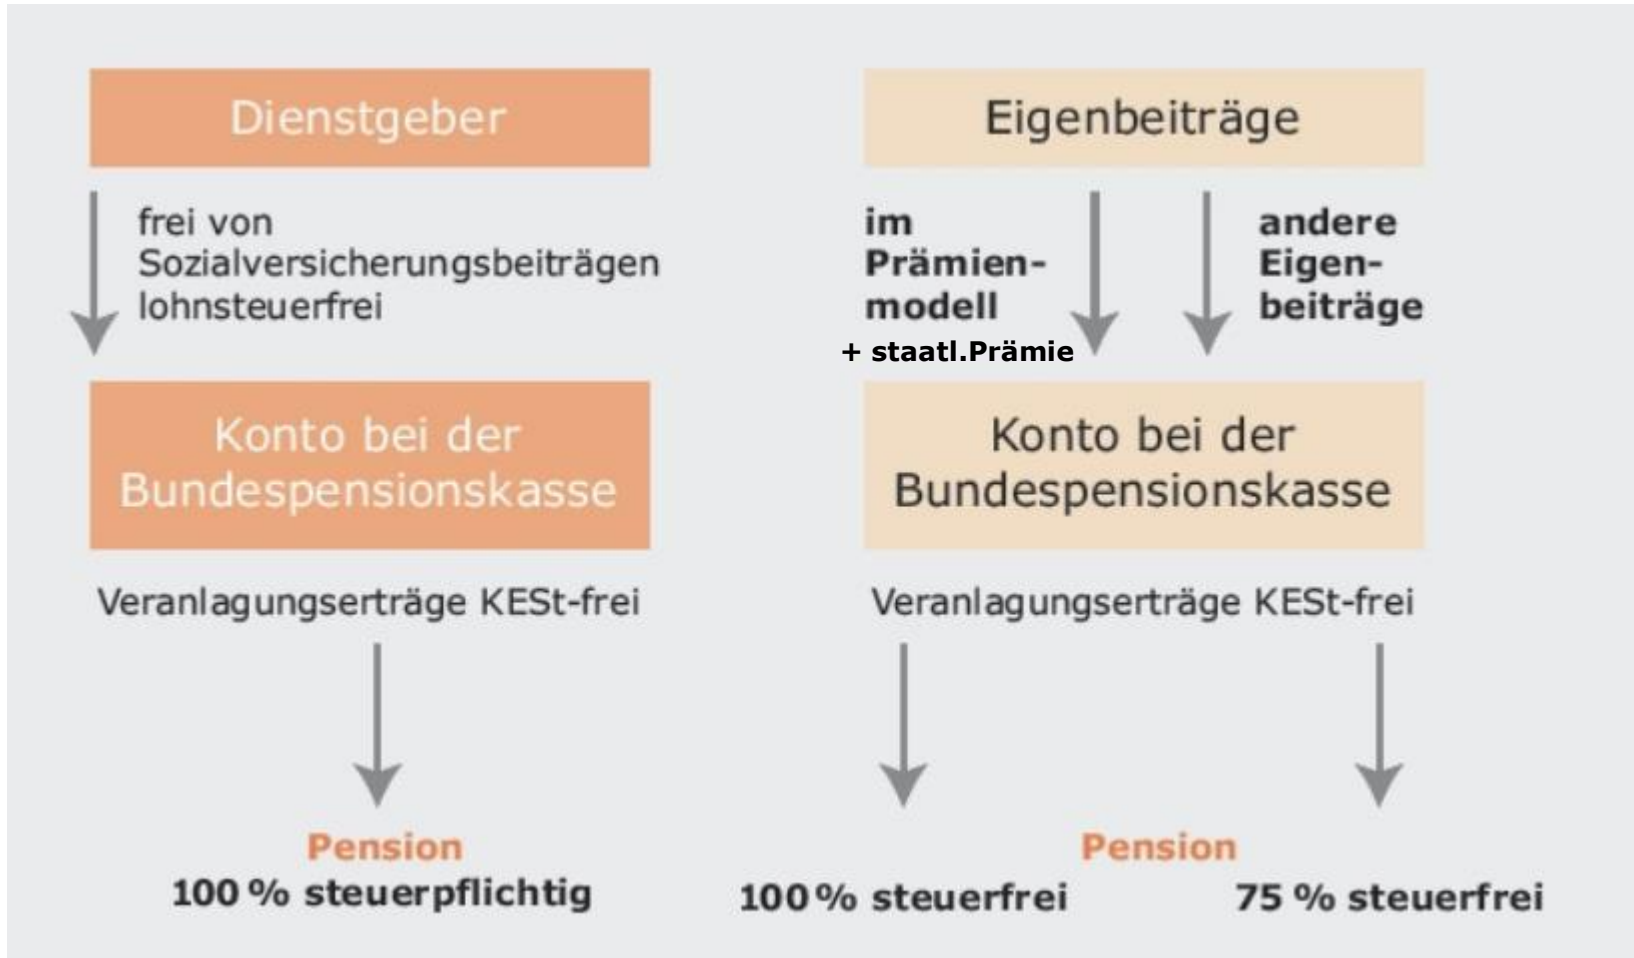 Dienstgeber
frei von
Sozialversicherungsbeiträgen
lohnsteuerfrei
Konto bei der
Bundespensionskasse
Veranlagungserträge KESt-frei
Pension
100 % steuerpflichtig
Eigenbeiträge
im
Prämien-
modell
+ staatl.Prämie
andere
Eigen-
beiträge
Konto bei der
Bundespensionskasse
Veranlagungserträge KESt-frei
Pension
100 % steuerfrei
75 % steuerfrei